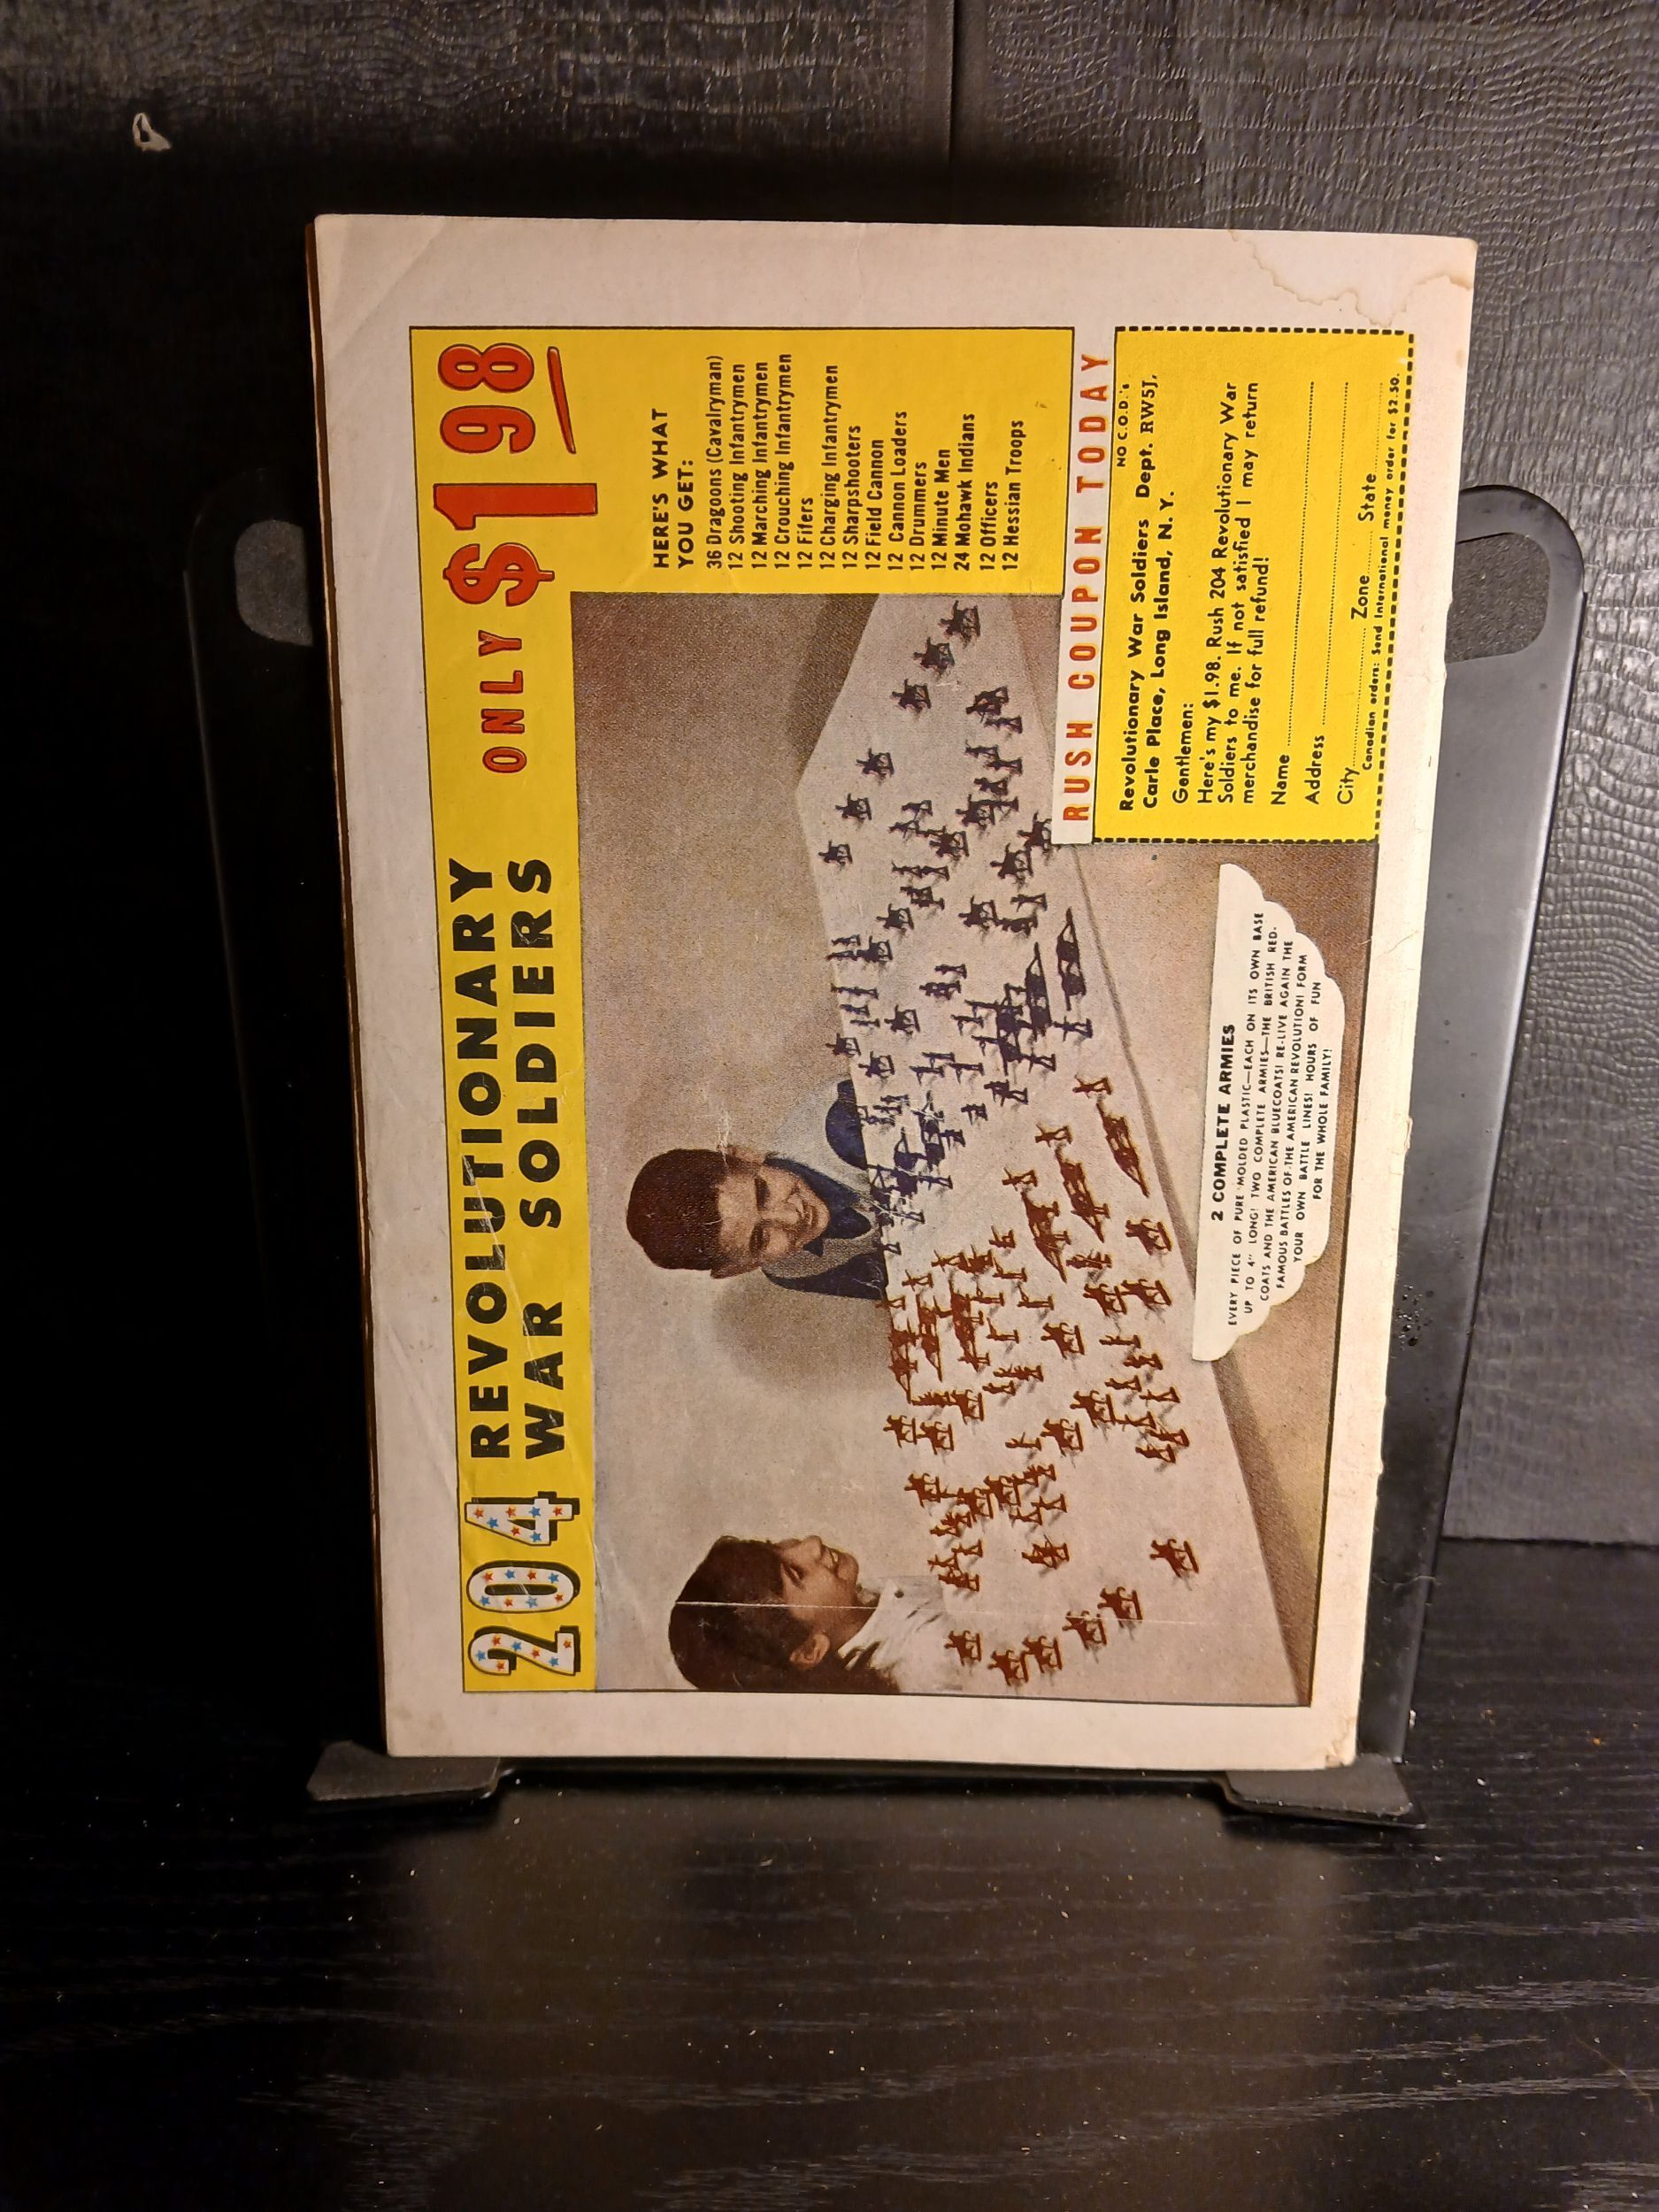 204 REVOLUTIONARY
WAR SOLDIERS
ONLY $1 98
HERE'S WHAT
YOU GET:
36 Dragoons (Cavalryman)
12 Shooting Infantrymen
12 Marching Infantrymen
12 Crouching Infantrymen
12 Fifers
12 Charging Infantrymen
12 Sharpshooters
12 Field Cannon
12 Cannon Loaders
12 Drummers
12 Minute Men
24 Mohawk Indians
12 Officers
12 Hessian Troops
RUSH COUPON TODAY
NO C.O.D.'s
Revolutionary War Soldiers Dept. RW5J,
Carle Place, Long Island, N. Y.
Gentlemen:
Here's my $1.98. Rush 204 Revolutionary War
Soldiers to me. If not satisfied I may return
merchandise for full refund!
Name
Address
City Zone State
Canadian orders: Send International money order for $2.50.
2 COMPLETE ARMIES
EVERY PIECE OF PURE MOLDED PLASTIC—EACH ON ITS OWN BASE
UP TO 4" LONG! TWO COMPLETE ARMIES—THE BRITISH RED-
COATS AND THE AMERICAN BLUECOATS! RE-LIVE AGAIN THE
FAMOUS BATTLES OF THE AMERICAN REVOLUTION! FORM
YOUR OWN BATTLE LINES! HOURS OF FUN
FOR THE WHOLE FAMILY!